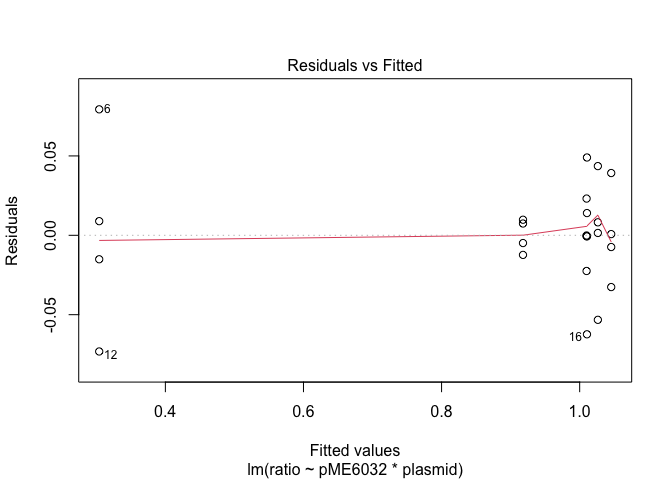 Residuals vs Fitted
Residuals
0.05
0.00
-0.05
6
12
16
0.4
0.6
0.8
1.0
Fitted values
lm(ratio ~ pME6032 * plasmid)